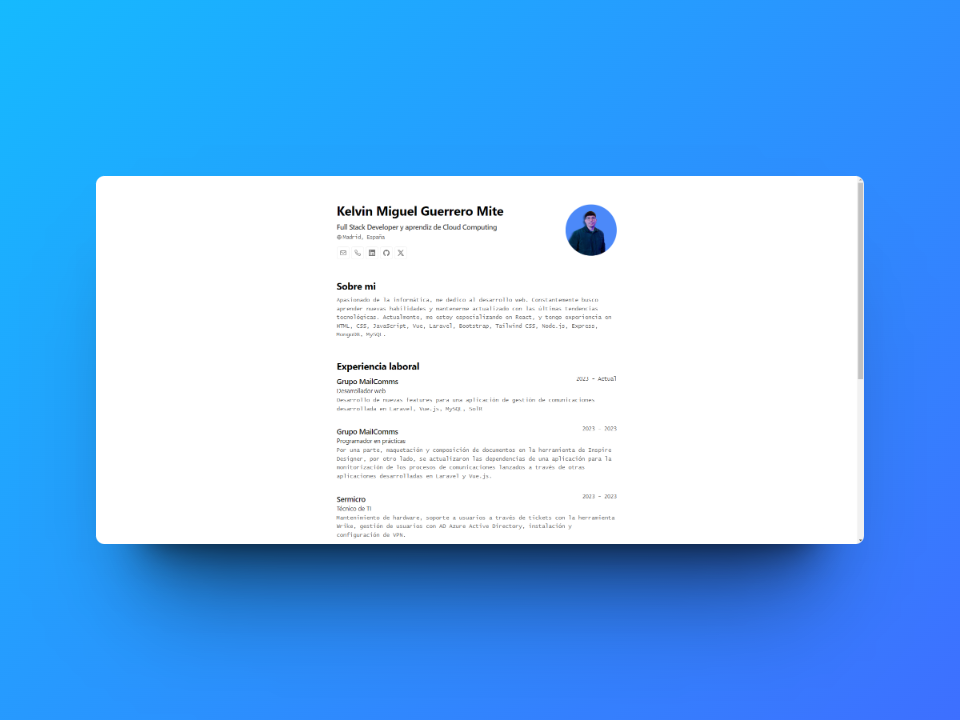 Kelvin Miguel Guerrero Mite
Full Stack Developer y aprendiz de Cloud Computing
@Madrid, España
Sobre mi
Apasionado de la informática, me dedico al desarrollo web. Constantemente busco
aprender nuevas habilidades y mantenerme actualizado con las últimas tendencias
tecnológicas. Actualmente, me estoy especializando en React, y tengo experiencia en
HTML, CSS, JavaScript, Vue, Laravel, Bootstrap, Tailwind CSS, Node.js, Express,
MongoDB, MySQL.
Experiencia laboral
Grupo MailComms 2023 - Actual
Desarrollador web
Desarrollo de nuevas features para una aplicación de gestión de comunicaciones
desarrollada en Laravel, Vue.js, MySQL, Solr
Grupo MailComms 2023 - 2023
Programador en prácticas
Por una parte, maquetación y composición de documentos en la herramienta de Inspire
Designer, por otro lado, se actualizaron las dependencias de una aplicación para la
monitorización de los procesos de comunicaciones lanzados a través de otras
aplicaciones desarrolladas en Laravel y Vue.js.
Sermicro 2023 - 2023
Técnico de TI
Mantenimiento de hardware, soporte a usuarios a través de tickets con la herramienta
Wrike, gestión de usuarios con AD Azure Active Directory, instalación y
configuración de VPN.